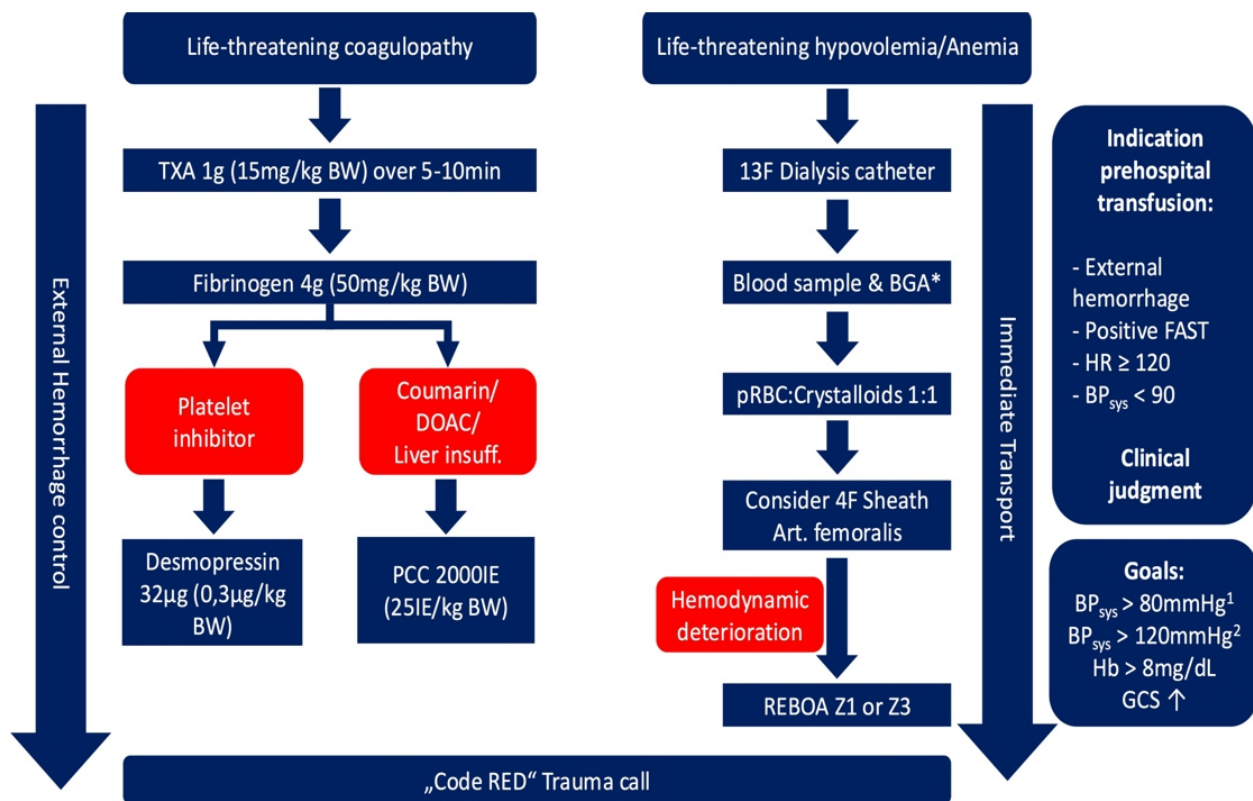 Life-threatening coagulopathy
TXA 1g (15mg/kg BW) over 5-10min
Fibrinogen 4g (50mg/kg BW)
Platelet
inhibitor
Coumarin/
DOAC/
Liver insuff.
Desmopressin
32µg (0,3µg/kg
BW)
PCC 2000IE
(25IE/kg BW)
External Hemorrhage control
Life-threatening hypovolemia/Anemia
13F Dialysis catheter
Blood sample & BGA*
pRBC:Crystalloids 1:1
Consider 4F Sheath
Art. femoralis
Hemodynamic
deterioration
REBOA Z1 or Z3
Immediate Transport
Indication
prehospital
transfusion:
- External
hemorrhage
- Positive FAST
- HR ≥ 120
- BPsys < 90
Clinical
judgment
Goals:
BPsys > 80mmHg¹
BPsys > 120mmHg²
Hb > 8mg/dL
GCS ↑
„Code RED“ Trauma call